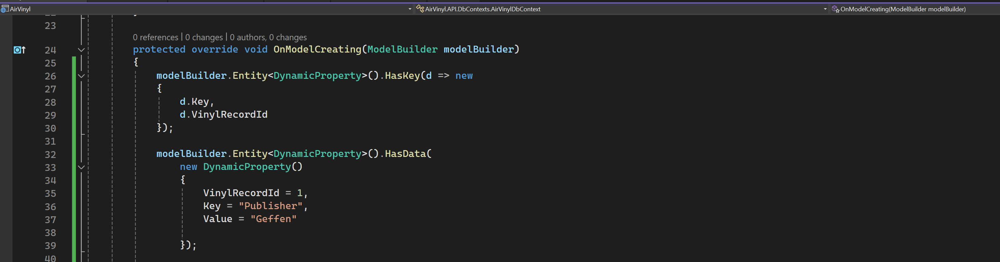 AirVinyl AirVinyl.API.DbContexts.AirVinylDbContext OnModelCreating(ModelBuilder modelBuilder)
23
0 references | 0 changes | 0 authors, 0 changes
24 protected override void OnModelCreating(ModelBuilder modelBuilder)
25 {
26 modelBuilder.Entity<DynamicProperty>().HasKey(d => new
27 {
28 d.Key,
29 d.VinylRecordId
30 });
31
32 modelBuilder.Entity<DynamicProperty>().HasData(
33 new DynamicProperty()
34 {
35 VinylRecordId = 1,
36 Key = "Publisher",
37 Value = "Geffen"
38
39 });
40